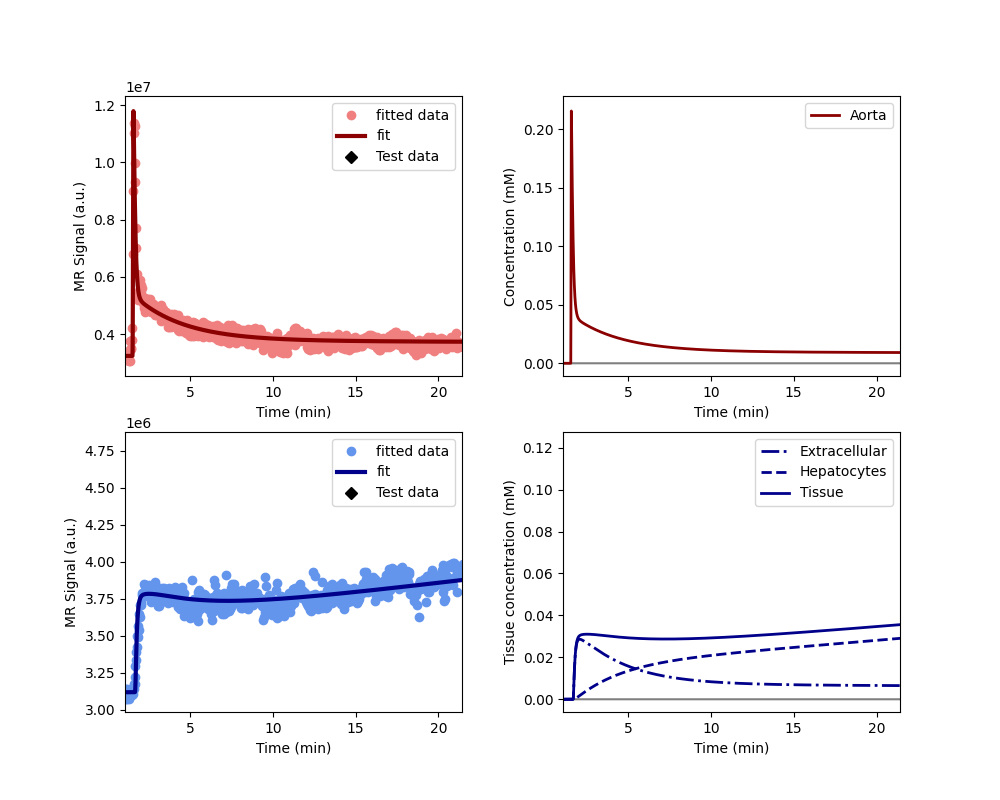 1e7
1.2
1.0
0.8
0.6
0.4
MR Signal (a.u.)
fitted data
fit
Test data
5
10
15
20
Time (min)
0.20
0.15
0.10
0.05
0.00
Concentration (mM)
Aorta
5
10
15
20
Time (min)
1e6
4.75
4.50
4.25
4.00
3.75
3.50
3.25
3.00
MR Signal (a.u.)
fitted data
fit
Test data
5
10
15
20
Time (min)
0.12
0.10
0.08
0.06
0.04
0.02
0.00
Tissue concentration (mM)
Extracellular
Hepatocytes
Tissue
5
10
15
20
Time (min)